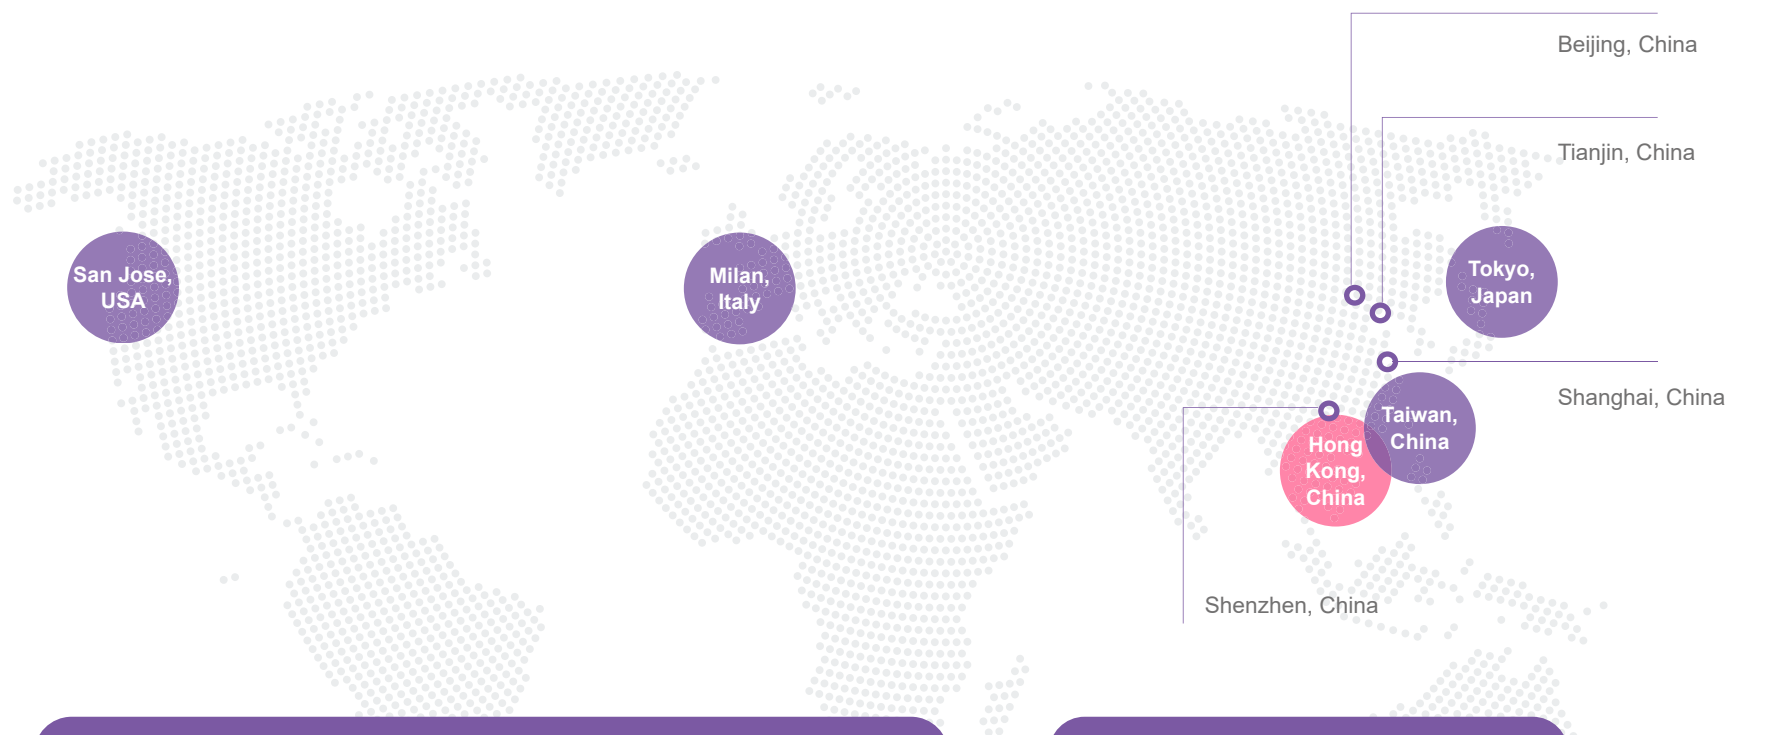 Beijing, China
Tianjin, China
San Jose,
USA
Milan,
Italy
Tokyo,
Japan
Shanghai, China
Taiwan,
China
Hong
Kong,
China
Shenzhen, China